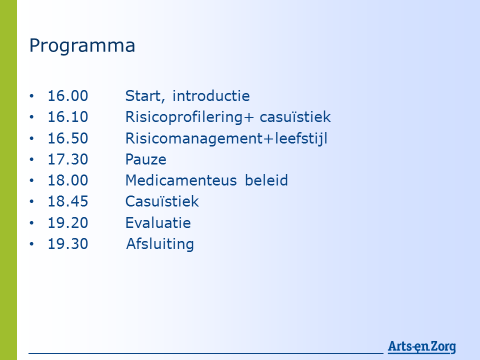 Programma
• 16.00 Start, introductie
• 16.10 Risicoprofilering+ casuïstiek
• 16.50 Risicomanagement+leefstijl
• 17.30 Pauze
• 18.00 Medicamenteus beleid
• 18.45 Casuïstiek
• 19.20 Evaluatie
• 19.30 Afsluiting
Arts-en Zorg